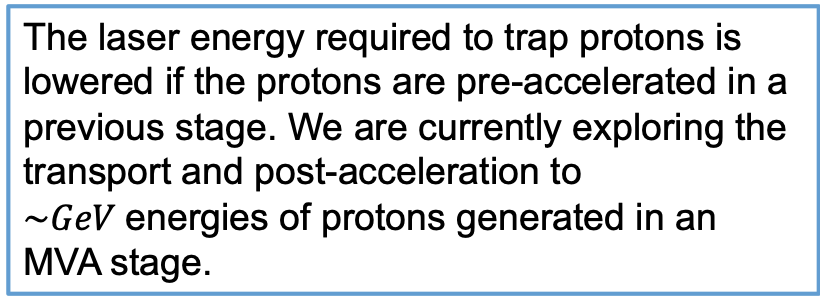 The laser energy required to trap protons is
lowered if the protons are pre-accelerated in a
previous stage. We are currently exploring the
transport and post-acceleration to
~GeV energies of protons generated in an
MVA stage.